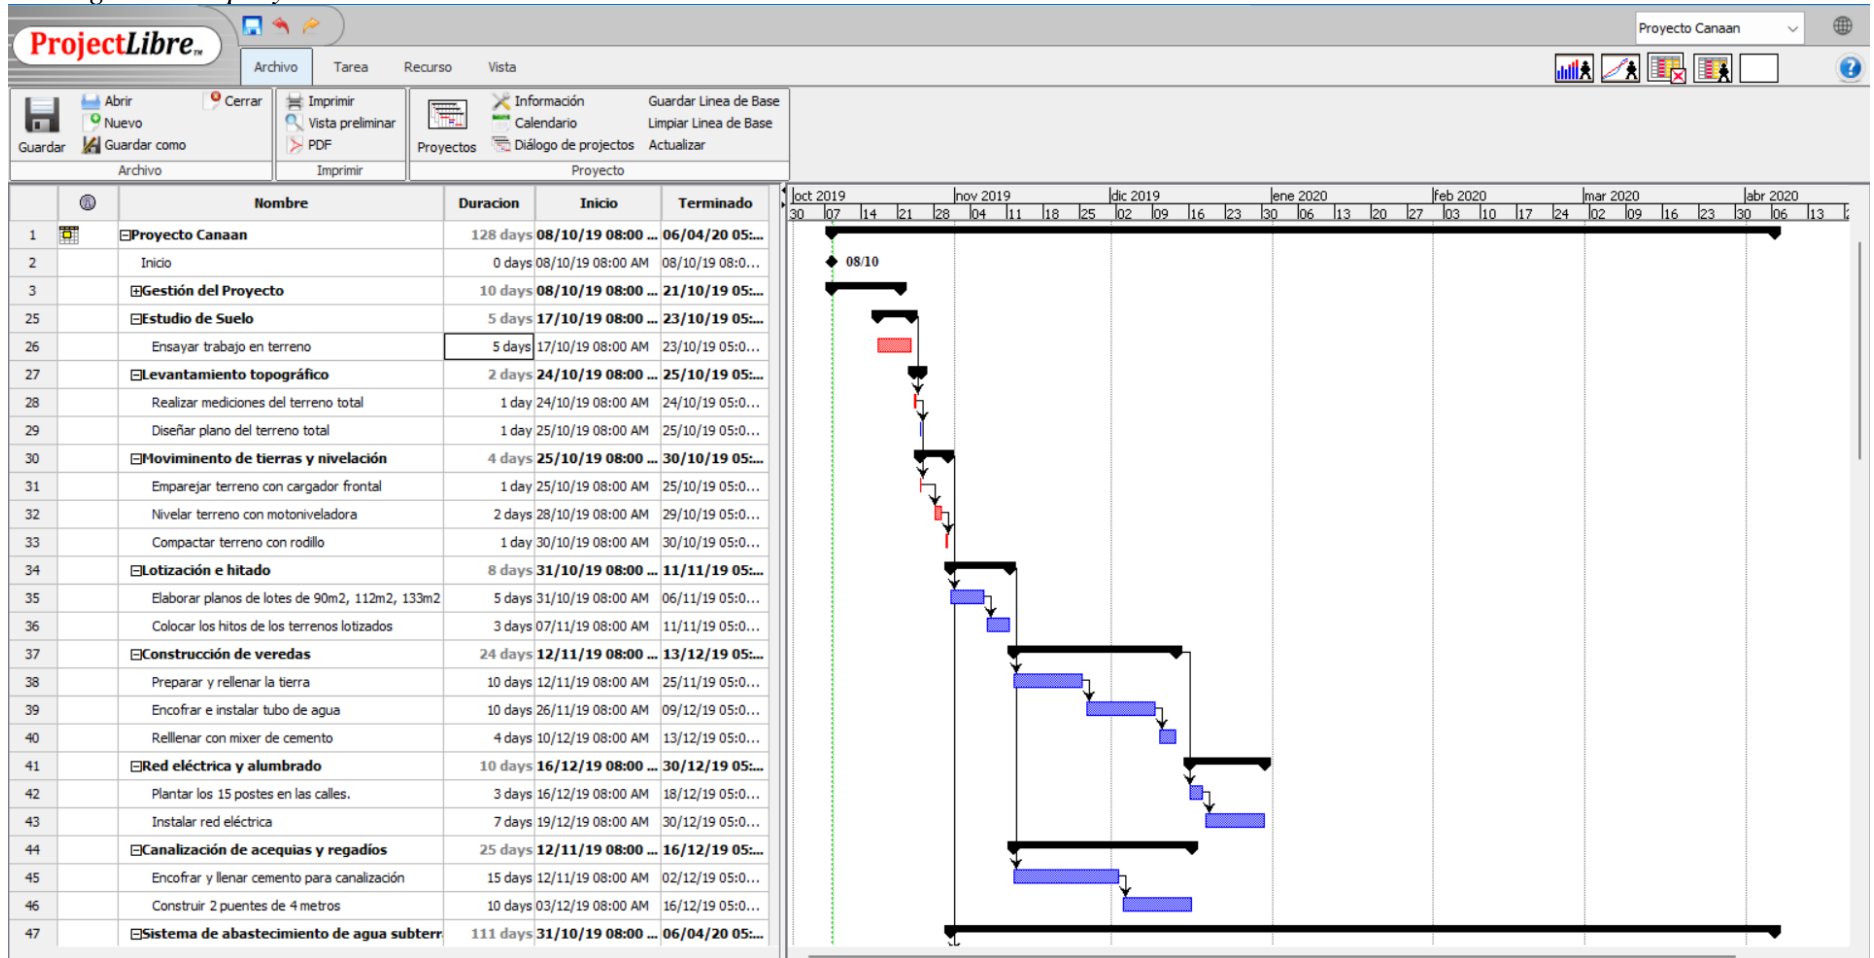 ProjectLibre™
Proyecto Canaan
Archivo Tarea Recurso Vista
Abrir Cerrar Imprimir Información Guardar Linea de Base
Nuevo Vista preliminar Calendario Limpiar Linea de Base
Guardar Guardar como PDF Proyectos Diálogo de projectos Actualizar
Archivo Imprimir Proyecto
Nombre Duracion Inicio Terminado
oct 2019 nov 2019 dic 2019 ene 2020 feb 2020 mar 2020 abr 2020
30 07 14 21 28 04 11 18 25 02 09 16 23 30 06 13 20 27 03 10 17 24 02 09 16 23 30 06 13
1 Proyecto Canaan 128 days 08/10/19 08:00 ... 06/04/20 05:...
2 Inicio 0 days 08/10/19 08:00 AM 08/10/19 08:0... 08/10
3 Gestión del Proyecto 10 days 08/10/19 08:00 ... 21/10/19 05:...
25 Estudio de Suelo 5 days 17/10/19 08:00 ... 23/10/19 05:...
26 Ensayar trabajo en terreno 5 days 17/10/19 08:00 AM 23/10/19 05:0...
27 Levantamiento topográfico 2 days 24/10/19 08:00 ... 25/10/19 05:...
28 Realizar mediciones del terreno total 1 day 24/10/19 08:00 AM 24/10/19 05:0...
29 Diseñar plano del terreno total 1 day 25/10/19 08:00 AM 25/10/19 05:0...
30 Moviminento de tierras y nivelación 4 days 25/10/19 08:00 ... 30/10/19 05:...
31 Emparejar terreno con cargador frontal 1 day 25/10/19 08:00 AM 25/10/19 05:0...
32 Nivelar terreno con motoniveladora 2 days 28/10/19 08:00 AM 29/10/19 05:0...
33 Compactar terreno con rodillo 1 day 30/10/19 08:00 AM 30/10/19 05:0...
34 Lotización e hitado 8 days 31/10/19 08:00 ... 11/11/19 05:...
35 Elaborar planos de lotes de 90m2, 112m2, 133m2 5 days 31/10/19 08:00 AM 06/11/19 05:0...
36 Colocar los hitos de los terrenos lotizados 3 days 07/11/19 08:00 AM 11/11/19 05:0...
37 Construcción de veredas 24 days 12/11/19 08:00 ... 13/12/19 05:...
38 Preparar y rellenar la tierra 10 days 12/11/19 08:00 AM 25/11/19 05:0...
39 Encofrar e instalar tubo de agua 10 days 26/11/19 08:00 AM 09/12/19 05:0...
40 Relllenar con mixer de cemento 4 days 10/12/19 08:00 AM 13/12/19 05:0...
41 Red eléctrica y alumbrado 10 days 16/12/19 08:00 ... 30/12/19 05:...
42 Plantar los 15 postes en las calles. 3 days 16/12/19 08:00 AM 18/12/19 05:0...
43 Instalar red eléctrica 7 days 19/12/19 08:00 AM 30/12/19 05:0...
44 Canalización de acequias y regadíos 25 days 12/11/19 08:00 ... 16/12/19 05:...
45 Encofrar y llenar cemento para canalización 15 days 12/11/19 08:00 AM 02/12/19 05:0...
46 Construir 2 puentes de 4 metros 10 days 03/12/19 08:00 AM 16/12/19 05:0...
47 Sistema de abastecimiento de agua subterr 111 days 31/10/19 08:00 ... 06/04/20 05:...